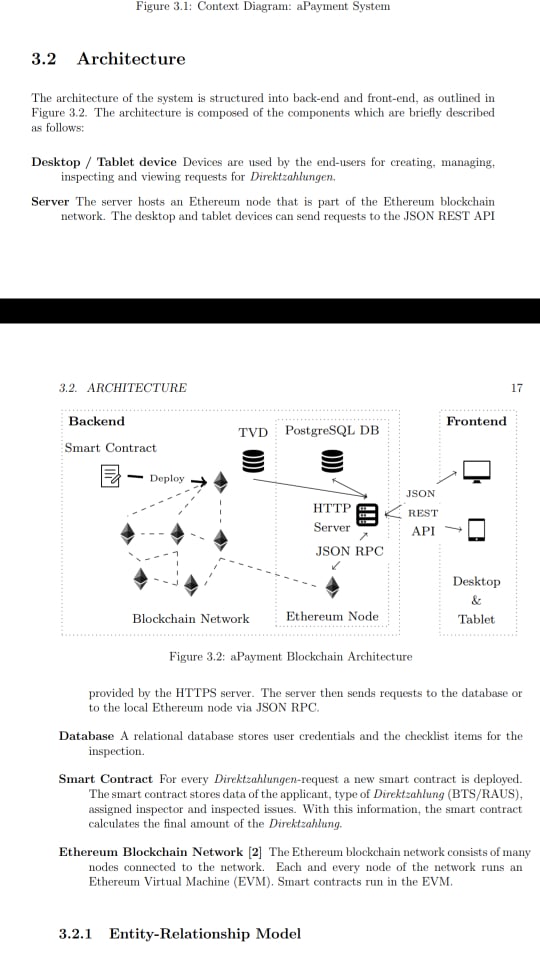 Figure 3.1: Context Diagram: aPayment System
3.2 Architecture
The architecture of the system is structured into back-end and front-end, as outlined in
Figure 3.2. The architecture is composed of the components which are briefly described
as follows:
Desktop / Tablet device Devices are used by the end-users for creating, managing,
inspecting and viewing requests for Direktzahlungen.
Server The server hosts an Ethereum node that is part of the Ethereum blockchain
network. The desktop and tablet devices can send requests to the JSON REST API
3.2. ARCHITECTURE 17
Backend
Smart Contract
Deploy
TVD
PostgreSQL DB
HTTP
Server
JSON RPC
Blockchain Network
Ethereum Node
JSON
REST
API
Frontend
Desktop
&
Tablet
Figure 3.2: aPayment Blockchain Architecture
provided by the HTTPS server. The server then sends requests to the database or
to the local Ethereum node via JSON RPC.
Database A relational database stores user credentials and the checklist items for the
inspection.
Smart Contract For every Direktzahlungen-request a new smart contract is deployed.
The smart contract stores data of the applicant, type of Direktzahlung (BTS/RAUS),
assigned inspector and inspected issues. With this information, the smart contract
calculates the final amount of the Direktzahlung.
Ethereum Blockchain Network [2] The Ethereum blockchain network consists of many
nodes connected to the network. Each and every node of the network runs an
Ethereum Virtual Machine (EVM). Smart contracts run in the EVM.
3.2.1 Entity-Relationship Model